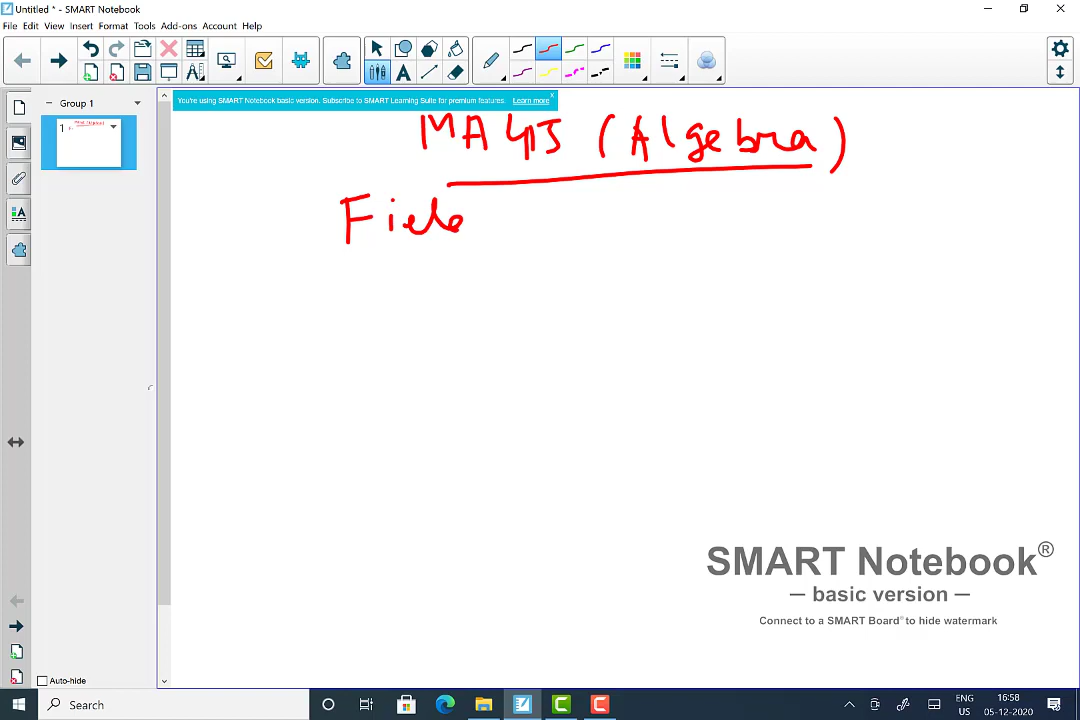 Untitled * - SMART Notebook
File Edit View Insert Format Tools Add-ons Account Help
Group 1
You're using SMART Notebook basic version. Subscribe to SMART Learning Suite for premium features. Learn more x
1
MA 415 (Algebra)
Fiel
SMART Notebook®
— basic version —
Connect to a SMART Board® to hide watermark
Auto-hide
Search
ENG
US
16:58
05-12-2020